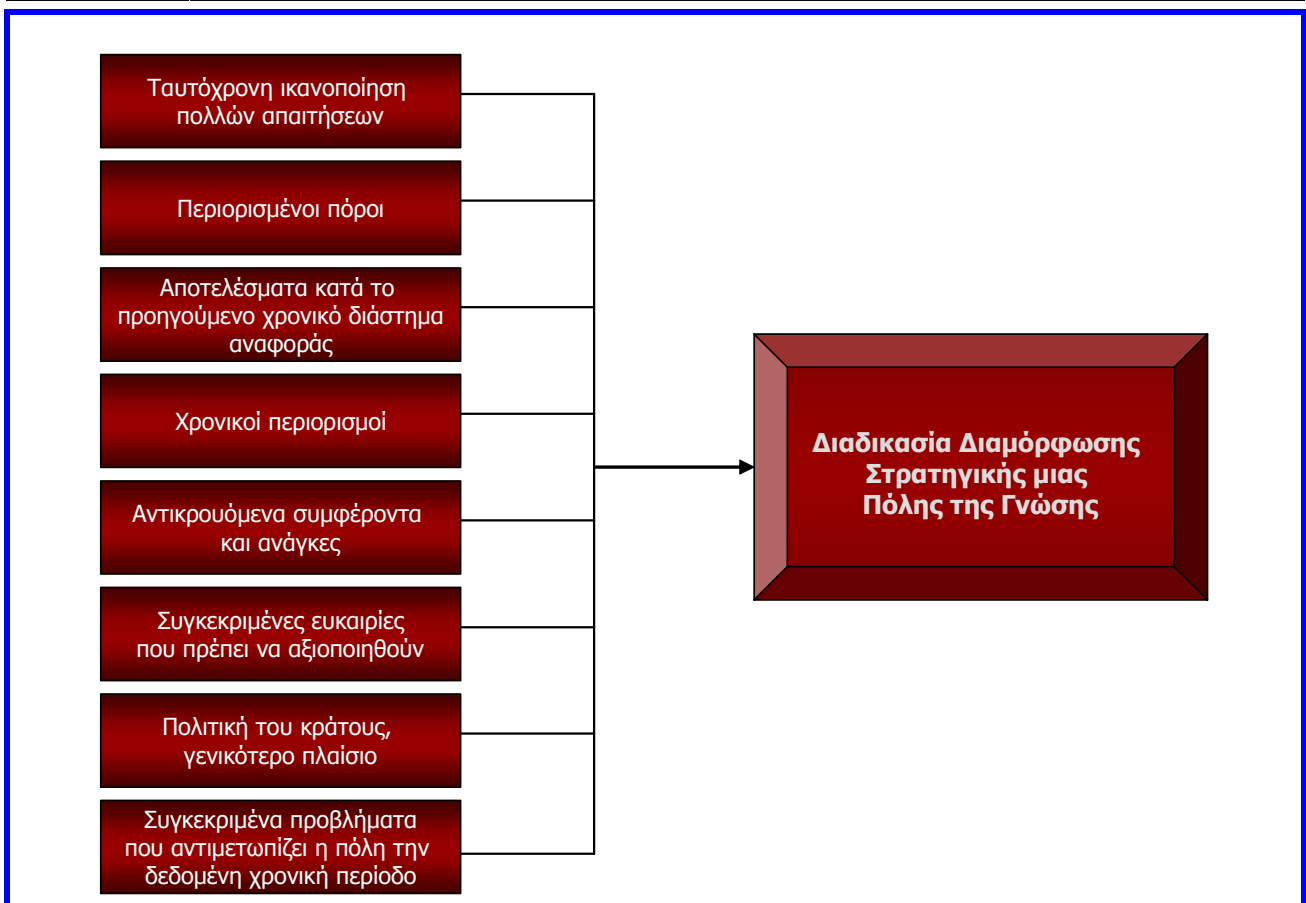 Ταυτόχρονη ικανοποίηση
πολλών απαιτήσεων
Περιορισμένοι πόροι
Αποτελέσματα κατά το
προηγούμενο χρονικό διάστημα
αναφοράς
Χρονικοί περιορισμοί
Αντικρουόμενα συμφέροντα
και ανάγκες
Συγκεκριμένες ευκαιρίες
που πρέπει να αξιοποιηθούν
Πολιτική του κράτους,
γενικότερο πλαίσιο
Συγκεκριμένα προβλήματα
που αντιμετωπίζει η πόλη την
δεδομένη χρονική περίοδο
Διαδικασία Διαμόρφωσης
Στρατηγικής μιας
Πόλης της Γνώσης